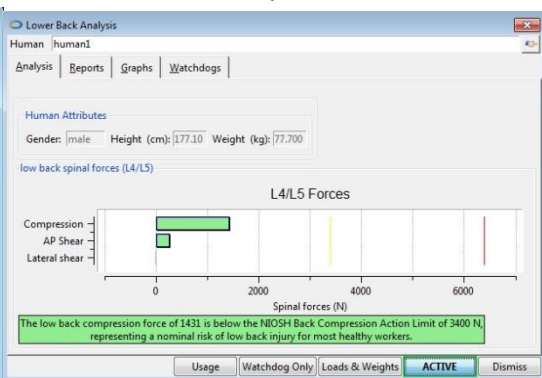 Lower Back Analysis
Human human1
Analysis Reports Graphs Watchdogs
Human Attributes
Gender: male Height (cm): 177.10 Weight (kg): 77.700
low back spinal forces (L4/L5)
L4/L5 Forces
Compression
AP Shear
Lateral shear
0 2000 4000 6000
Spinal forces (N)
The low back compression force of 1431 is below the NIOSH Back Compression Action Limit of 3400 N,
representing a nominal risk of low back injury for most healthy workers.
Usage Watchdog Only Loads & Weights ACTIVE Dismiss